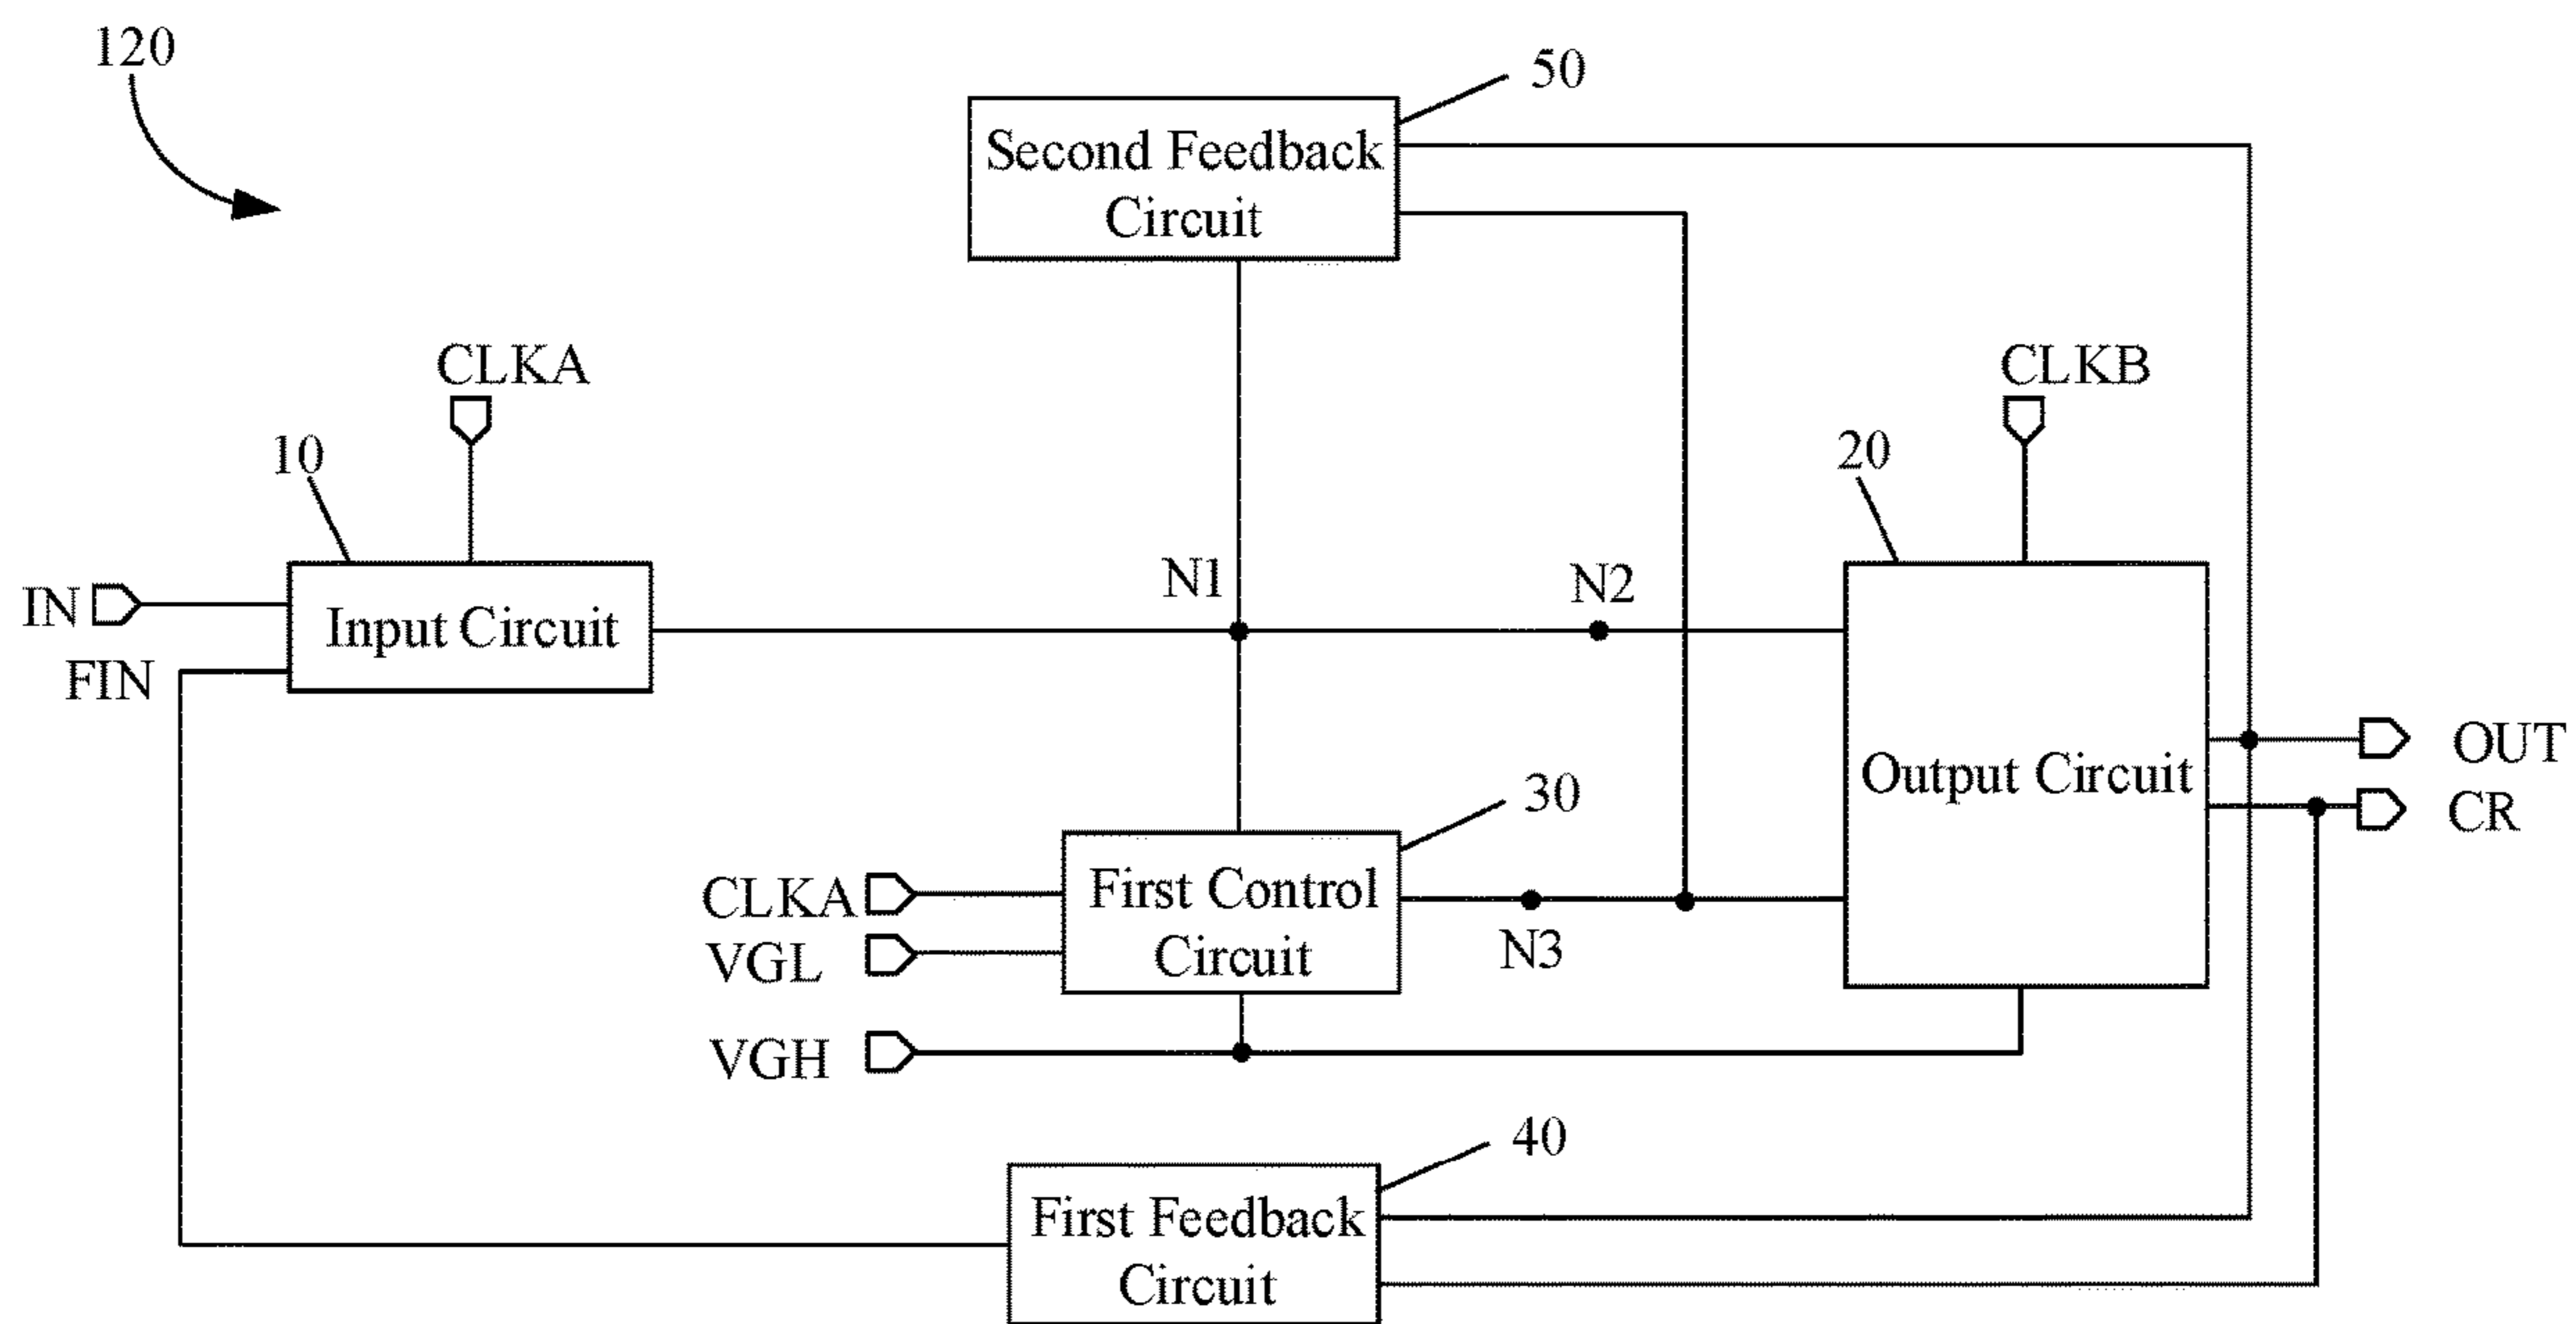 120
50
Second Feedback
Circuit
CLKA
CLKB
10
20
N1
N2
IN
Input Circuit
FIN
OUT
Output Circuit
CR
30
CLKA
First Control
Circuit
VGL
N3
VGH
40
First Feedback
Circuit